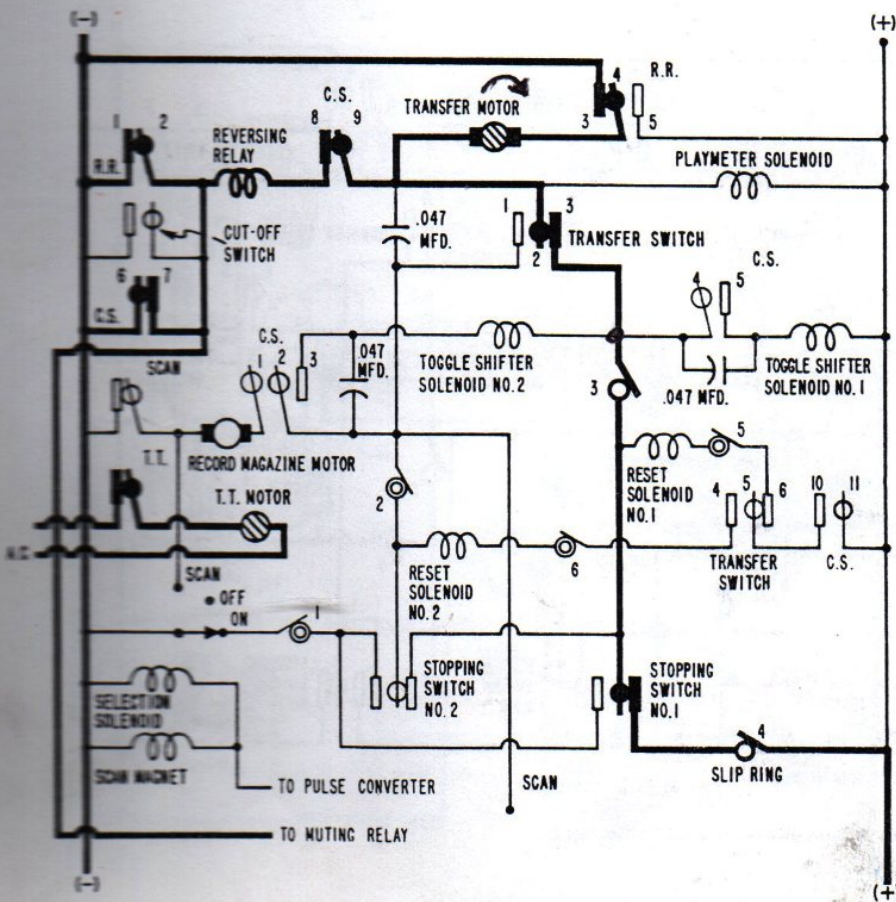 (-)
(+)
R.R.
4
3
5
C.S.
8
9
TRANSFER MOTOR
1
2
REVERSING
RELAY
R.R.
PLAYMETER SOLENOID
CUT-OFF
SWITCH
.047
MFD.
1
3
2
TRANSFER SWITCH
6
7
C.S.
C.S.
4
5
SCAN
C.S.
1
2
3
.047
MFD.
TOGGLE SHIFTER
SOLENOID NO.2
3
.047 MFD.
TOGGLE SHIFTER
SOLENOID NO.1
T.T.
RECORD MAGAZINE MOTOR
T.T. MOTOR
2
RESET
SOLENOID
NO.1
5
4
5
6
10
11
TRANSFER
SWITCH
C.S.
A.C.
SCAN
RESET
SOLENOID
NO.2
6
OFF
ON
1
STOPPING
SWITCH
NO.2
STOPPING
SWITCH
NO.1
SELECTION
SOLENOID
SCAN MAGNET
4
SLIP RING
SCAN
TO PULSE CONVERTER
TO MUTING RELAY
(-)
(+